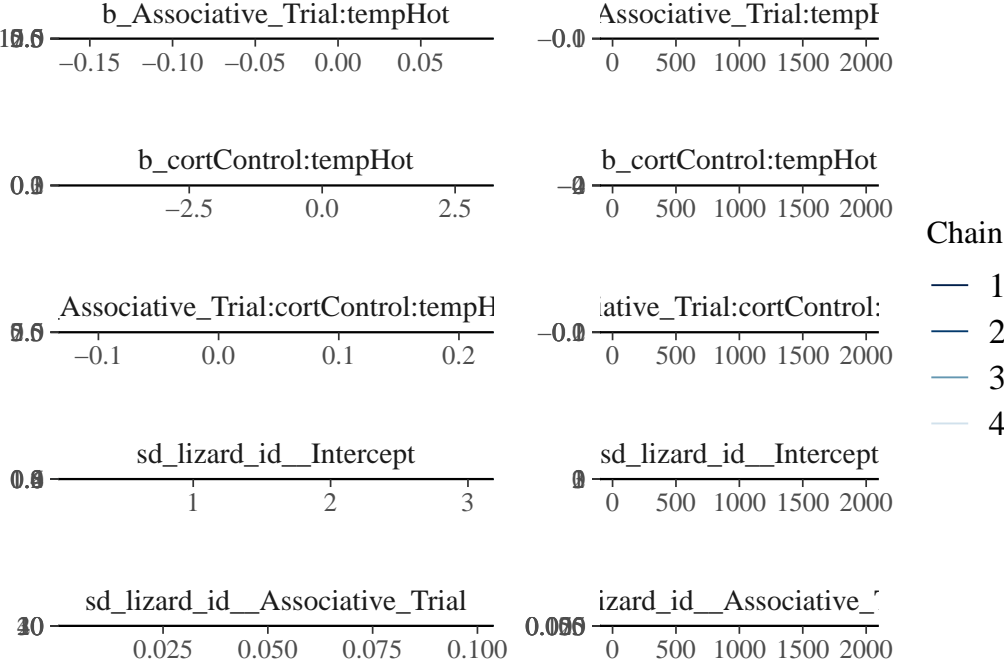 b_Associative_Trial:tempHot
Associative_Trial:tempH
−0.15 −0.10 −0.05 0.00 0.05
0 500 1000 1500 2000
b_cortControl:tempHot
b_cortControl:tempHot
−2.5 0.0 2.5
0 500 1000 1500 2000
Chain
1
2
3
4
_Associative_Trial:cortControl:tempH
iative_Trial:cortControl:
−0.1 0.0 0.1 0.2
0 500 1000 1500 2000
sd_lizard_id__Intercept
sd_lizard_id__Intercept
1 2 3
0 500 1000 1500 2000
sd_lizard_id__Associative_Trial
izard_id__Associative_T
0.025 0.050 0.075 0.100
0 500 1000 1500 2000